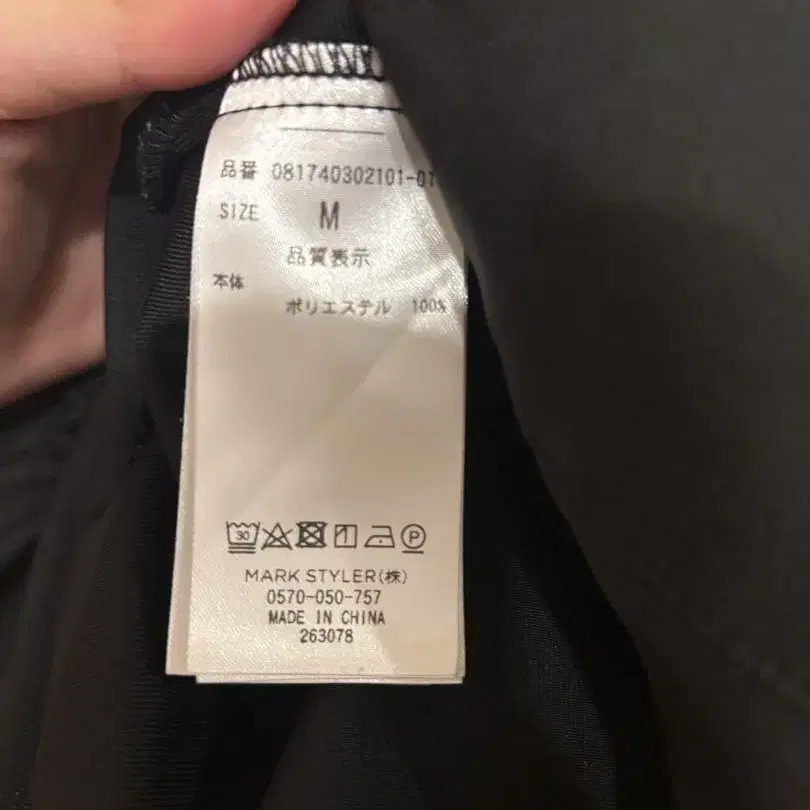 品番 081740302101-01
SIZE M
品質表示
本体
ポリエステル 100%
30
P
MARK STYLER(株)
0570-050-757
MADE IN CHINA
263078